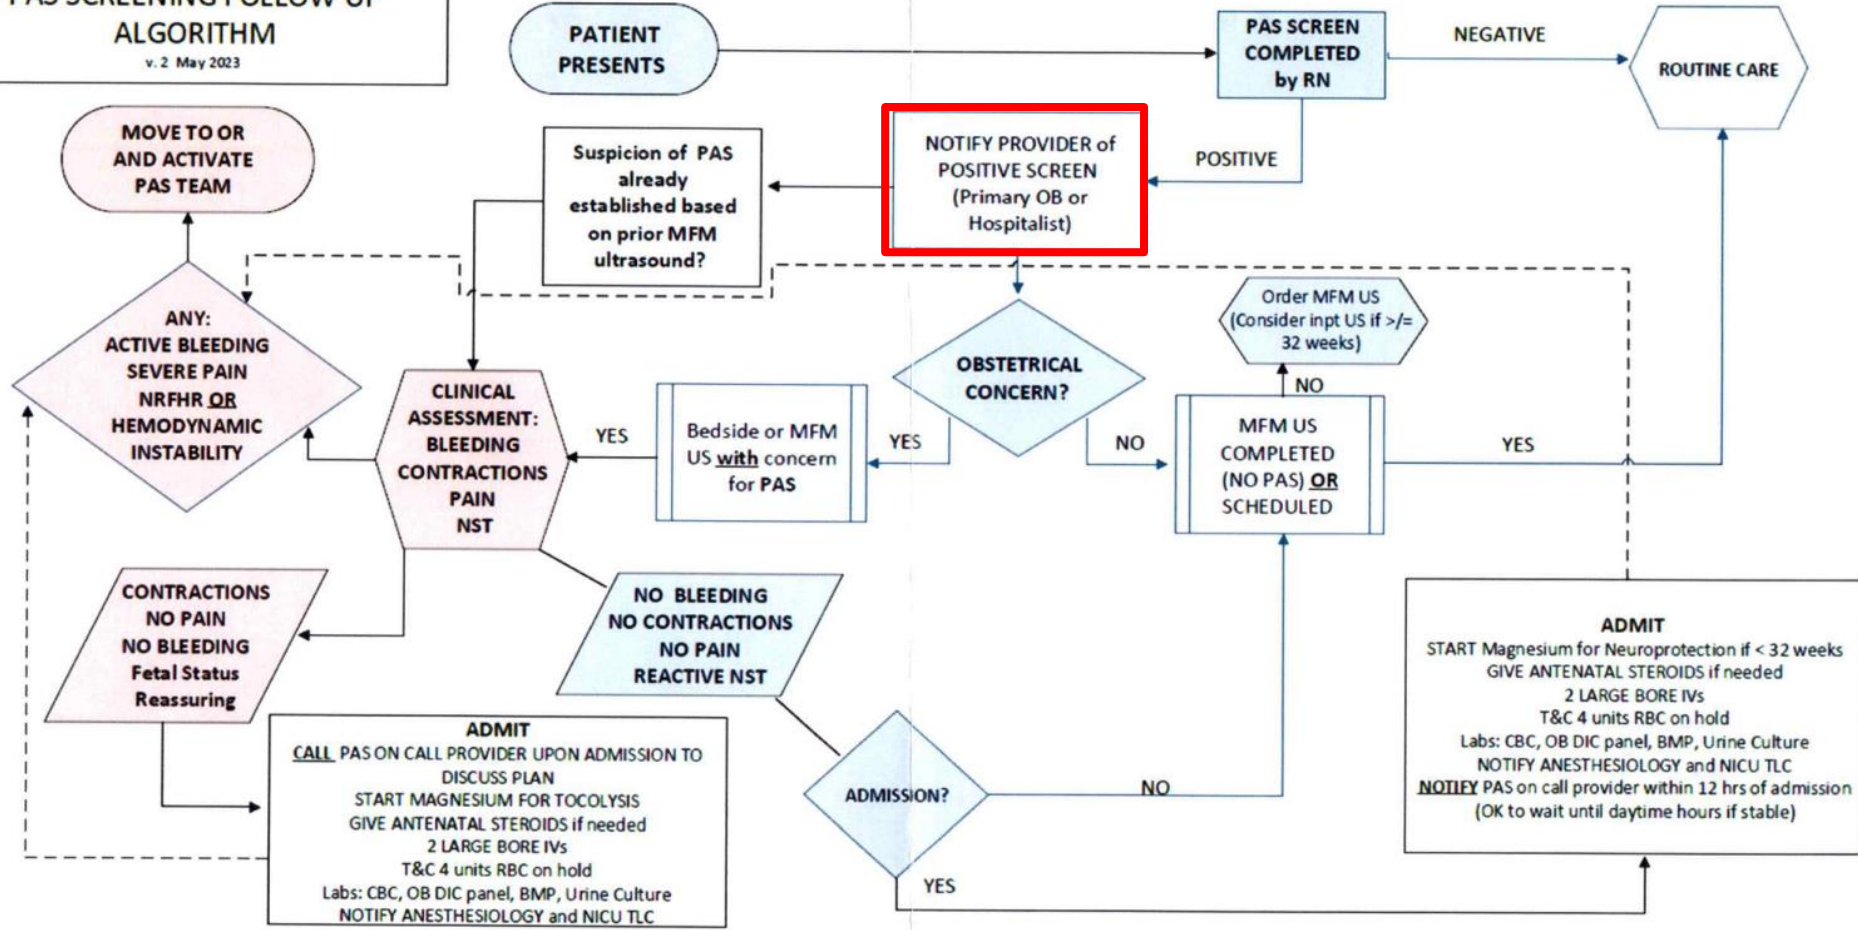 PAS SCREENING FOLLOW-UP
ALGORITHM
v. 2 May 2023
PATIENT
PRESENTS
PAS SCREEN
COMPLETED
by RN
NEGATIVE
ROUTINE CARE
POSITIVE
NOTIFY PROVIDER of
POSITIVE SCREEN
(Primary OB or
Hospitalist)
Suspicion of PAS
already
established based
on prior MFM
ultrasound?
MOVE TO OR
AND ACTIVATE
PAS TEAM
ANY:
ACTIVE BLEEDING
SEVERE PAIN
NRFHR OR
HEMODYNAMIC
INSTABILITY
CLINICAL
ASSESSMENT:
BLEEDING
CONTRACTIONS
PAIN
NST
YES
Bedside or MFM
US with concern
for PAS
YES
OBSTETRICAL
CONCERN?
NO
Order MFM US
(Consider inpt US if >/=
32 weeks)
NO
MFM US
COMPLETED
(NO PAS) OR
SCHEDULED
YES
CONTRACTIONS
NO PAIN
NO BLEEDING
Fetal Status
Reassuring
NO BLEEDING
NO CONTRACTIONS
NO PAIN
REACTIVE NST
ADMIT
CALL PAS ON CALL PROVIDER UPON ADMISSION TO
DISCUSS PLAN
START MAGNESIUM FOR TOCOLYSIS
GIVE ANTENATAL STEROIDS if needed
2 LARGE BORE IVs
T&C 4 units RBC on hold
Labs: CBC, OB DIC panel, BMP, Urine Culture
NOTIFY ANESTHESIOLOGY and NICU TLC
ADMISSION?
NO
YES
ADMIT
START Magnesium for Neuroprotection if < 32 weeks
GIVE ANTENATAL STEROIDS if needed
2 LARGE BORE IVs
T&C 4 units RBC on hold
Labs: CBC, OB DIC panel, BMP, Urine Culture
NOTIFY ANESTHESIOLOGY and NICU TLC
NOTIFY PAS on call provider within 12 hrs of admission
(OK to wait until daytime hours if stable)